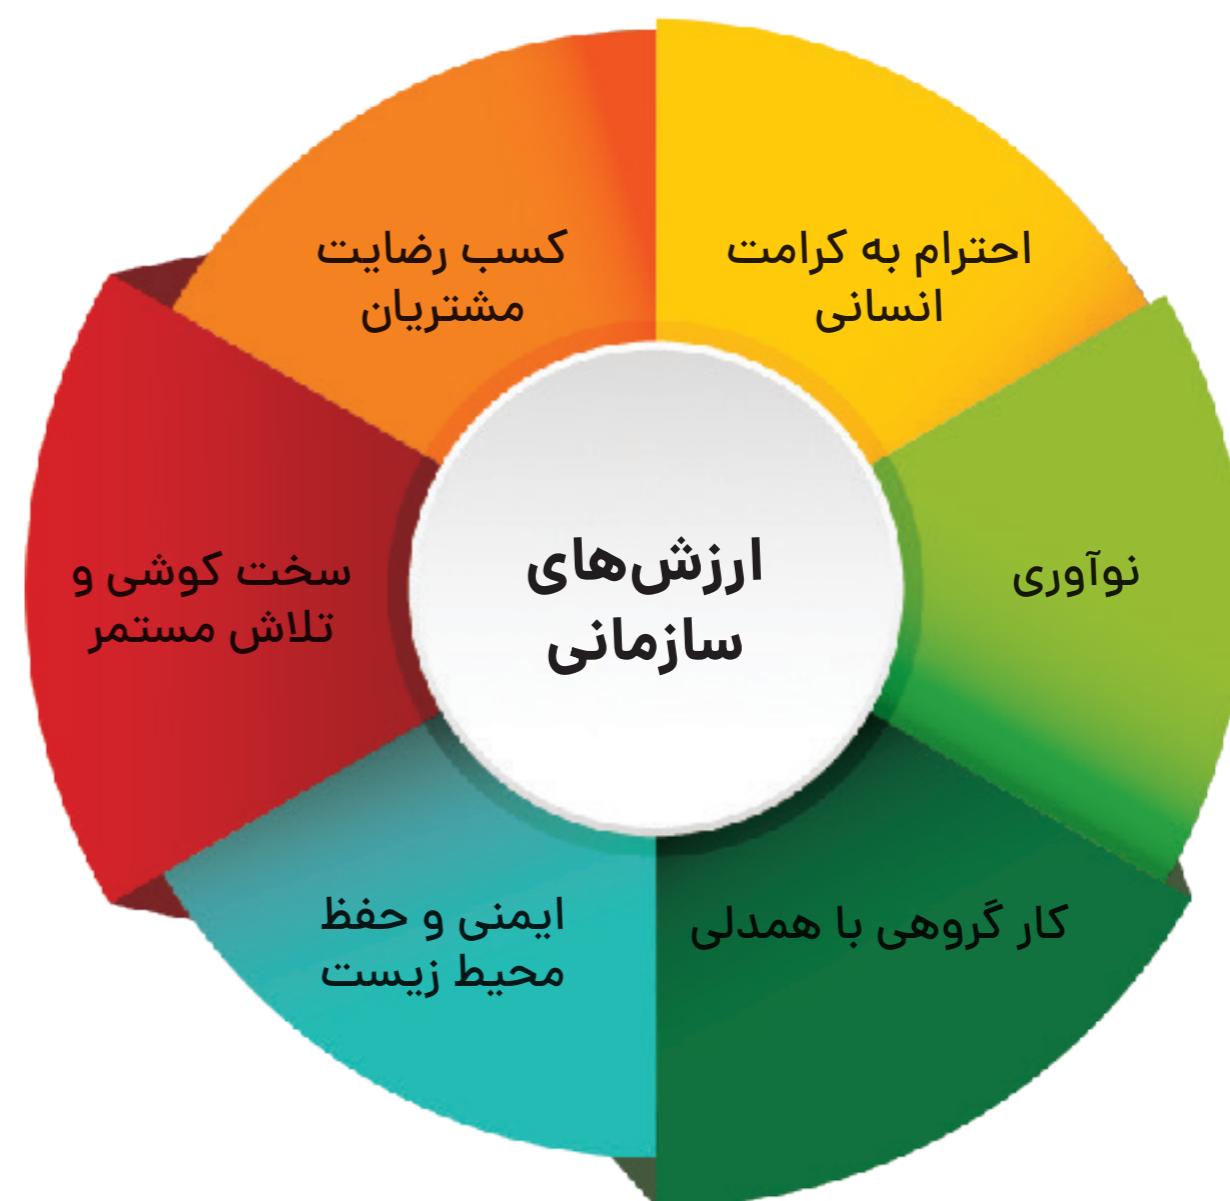 ارزش‌های
سازمانی
احترام به کرامت
انسانی
نوآوری
کار گروهی با همدلی
ایمنی و حفظ
محیط زیست
سخت کوشی و
تلاش مستمر
کسب رضایت
مشتریان